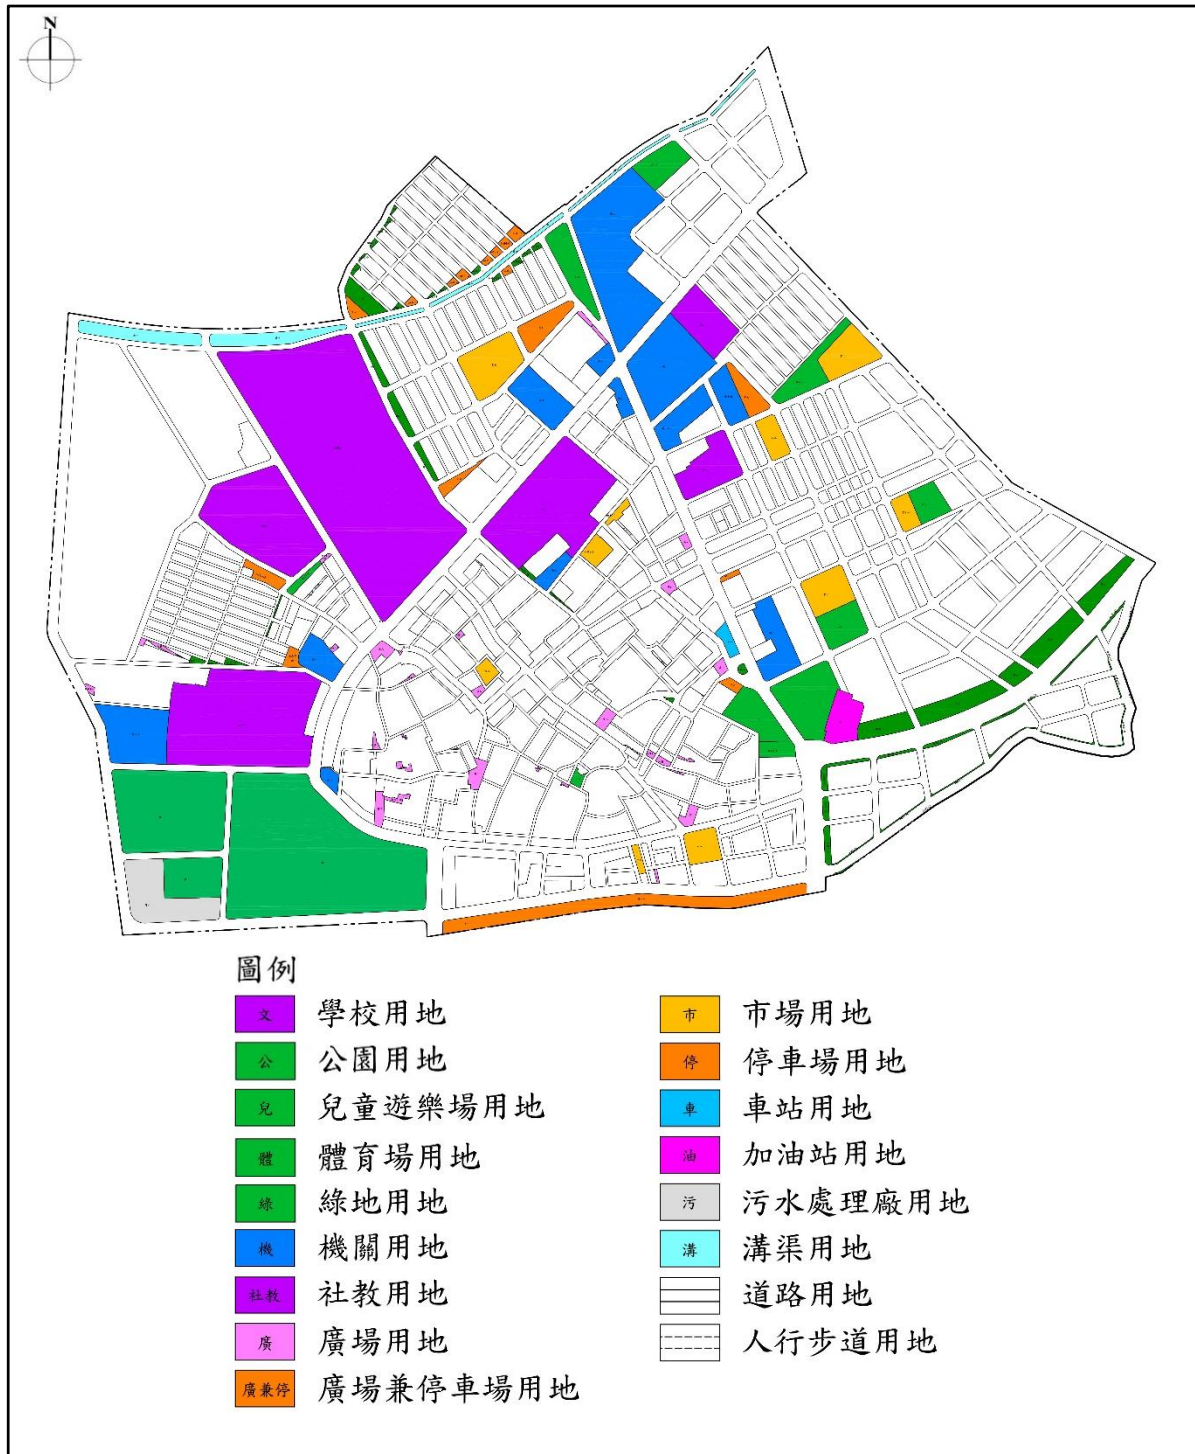 N
圖例
文 學校用地
公 公園用地
兒 兒童遊樂場用地
體 體育場用地
綠 綠地用地
機 機關用地
社教 社教用地
廣 廣場用地
廣兼停 廣場兼停車場用地
市 市場用地
停 停車場用地
車 車站用地
油 加油站用地
污 污水處理廠用地
溝 溝渠用地
道路用地
人行步道用地